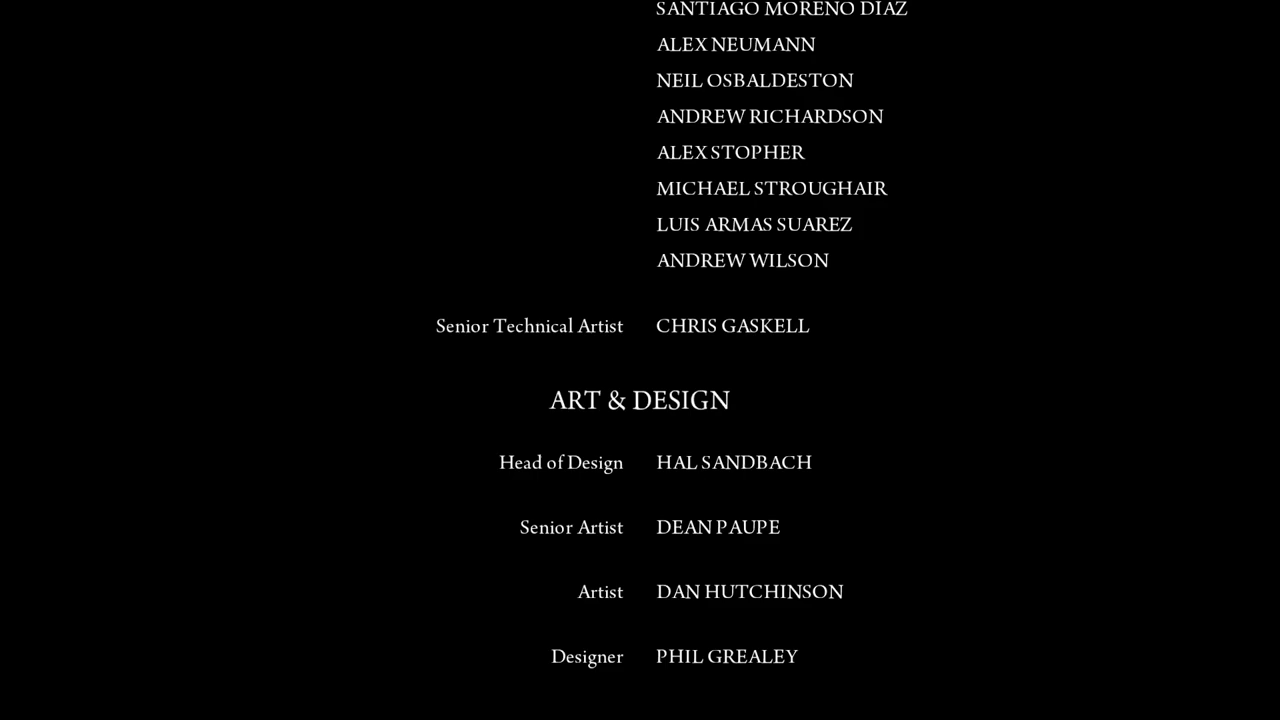 SANTIAGO MORENO DIAZ
ALEX NEUMANN
NEIL OSBALDESTON
ANDREW RICHARDSON
ALEX STOPHER
MICHAEL STROUGHAIR
LUIS ARMAS SUAREZ
ANDREW WILSON
Senior Technical Artist CHRIS GASKELL
ART & DESIGN
Head of Design HAL SANDBACH
Senior Artist DEAN PAUPE
Artist DAN HUTCHINSON
Designer PHIL GREALEY